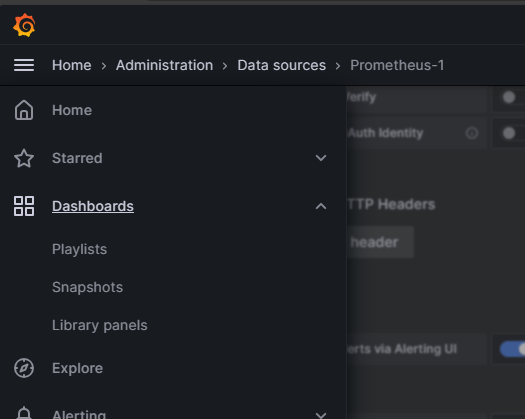 Home › Administration › Data sources › Prometheus-1
Home
Verify
Auth Identity
Starred
Dashboards
TTP Headers
Playlists
header
Snapshots
Library panels
erts via Alerting UI
Explore
Alerting